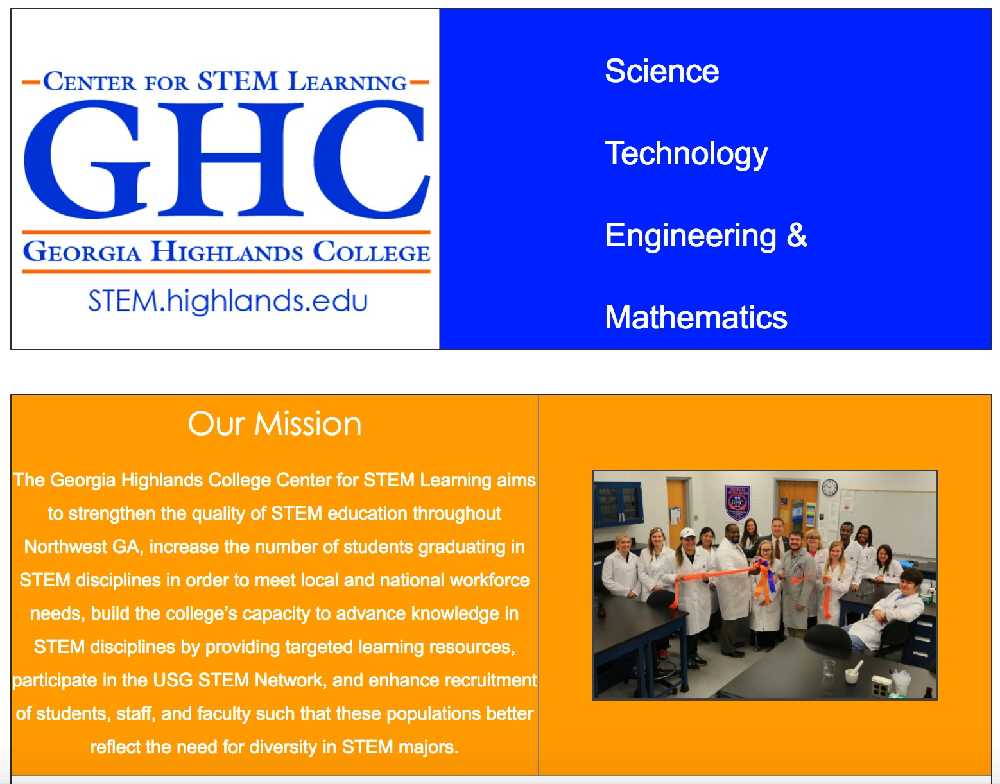 CENTER FOR STEM LEARNING
GHC
GEORGIA HIGHLANDS COLLEGE
STEM.highlands.edu
Science
Technology
Engineering &
Mathematics
Our Mission
The Georgia Highlands College Center for STEM Learning aims
to strengthen the quality of STEM education throughout
Northwest GA, increase the number of students graduating in
STEM disciplines in order to meet local and national workforce
needs, build the college’s capacity to advance knowledge in
STEM disciplines by providing targeted learning resources,
participate in the USG STEM Network, and enhance recruitment
of students, staff, and faculty such that these populations better
reflect the need for diversity in STEM majors.
GEORGIA
HIGHLANDS
GHC